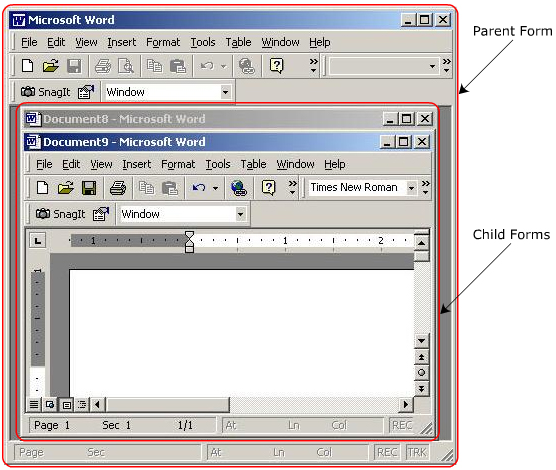 Microsoft Word
Parent Form
File Edit View Insert Format Tools Table Window Help
SnagIt Window
Document8 - Microsoft Word
Document9 - Microsoft Word
File Edit View Insert Format Tools Table Window Help
Times New Roman
SnagIt Window
Child Forms
L 1 1 2
Page 1 Sec 1 1/1 At Ln Col REC
Page Sec At Ln Col REC TRK